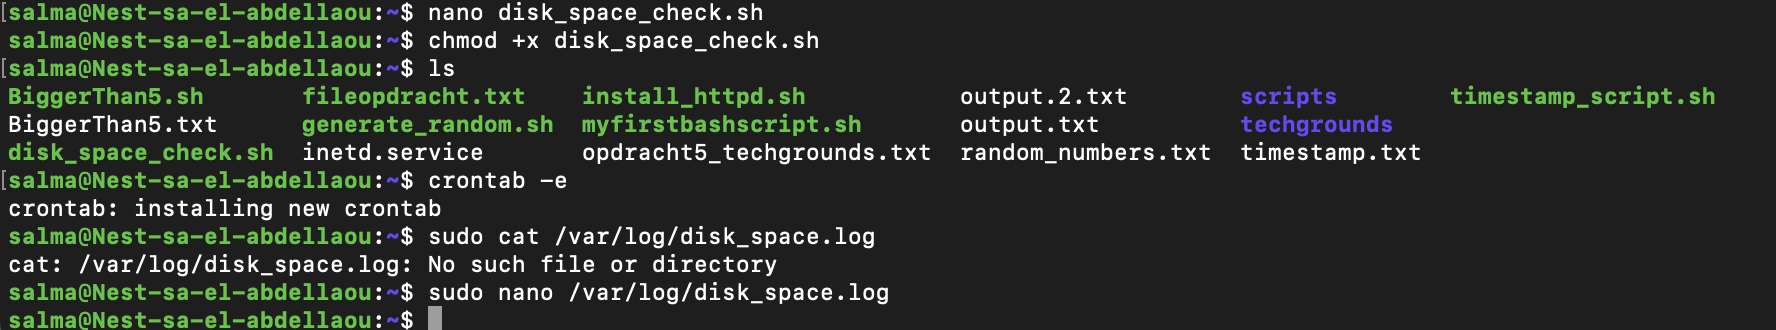 [salma@Nest-sa-el-abdellaou:~$ nano disk_space_check.sh
salma@Nest-sa-el-abdellaou:~$ chmod +x disk_space_check.sh
[salma@Nest-sa-el-abdellaou:~$ ls
BiggerThan5.sh fileopdracht.txt install_httpd.sh output.2.txt scripts timestamp_script.sh
BiggerThan5.txt generate_random.sh myfirstbashscript.sh output.txt techgrounds
disk_space_check.sh inetd.service opdracht5_techgrounds.txt random_numbers.txt timestamp.txt
[salma@Nest-sa-el-abdellaou:~$ crontab -e
crontab: installing new crontab
salma@Nest-sa-el-abdellaou:~$ sudo cat /var/log/disk_space.log
cat: /var/log/disk_space.log: No such file or directory
salma@Nest-sa-el-abdellaou:~$ sudo nano /var/log/disk_space.log
salma@Nest-sa-el-abdellaou:~$